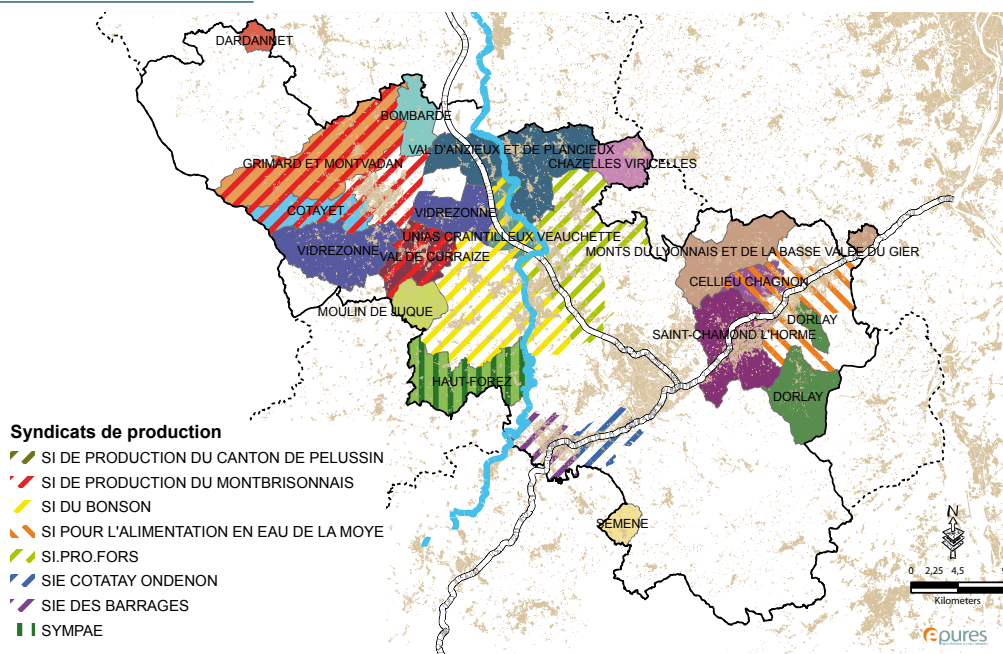 DARDANNET
BOMBARDE
VAL D'ANZIEUX ET DE PLANCIEUX
CHAZELLES VIRICELLES
GRIMARD ET MONTVADAN
COTAYET
VIDREZONNE
UNIAS CRAINTILLEUX VEAUCHETTE
VIDREZONNE
VAL DE CURRAIZE
MONTS DU LYONNAIS ET DE LA BASSE VALLEE DU GIER
CELLIEU CHAGNON
MOULIN DE JUQUE
DORLAY
SAINT-CHAMOND L'HORME
HAUT-FOREZ
DORLAY
Syndicats de production
SI DE PRODUCTION DU CANTON DE PELUSSIN
SI DE PRODUCTION DU MONTBRISONNAIS
SI DU BONSON
SI POUR L'ALIMENTATION EN EAU DE LA MOYE
SI.PRO.FORS
SIE COTATAY ONDENON
SIE DES BARRAGES
SYMPAE
SEMENE
N
0 2,25 4,5
Kilometers
epures